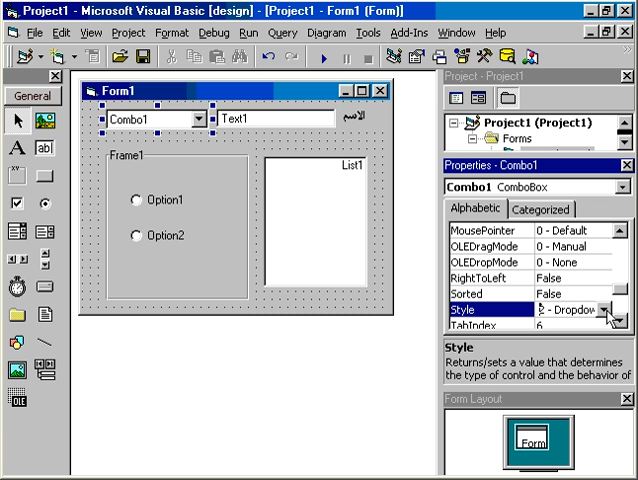 Project1 - Microsoft Visual Basic [design] - [Project1 - Form1 (Form)]
File Edit View Project Format Debug Run Query Diagram Tools Add-Ins Window Help
General
A
ab|
xy
OLE
Form1
Combo1 Text1 الاسم
Frame1
Option1
Option2
List1
Project - Project1
Project1 (Project1)
Forms
Properties - Combo1
Combo1 ComboBox
Alphabetic Categorized
MousePointer 0 - Default
OLEDragMode 0 - Manual
OLEDropMode 0 - None
RightToLeft False
Sorted False
Style 2 - Dropdow
TabIndex 6
Style
Returns/sets a value that determines
the type of control and the behavior of
Form Layout
Form